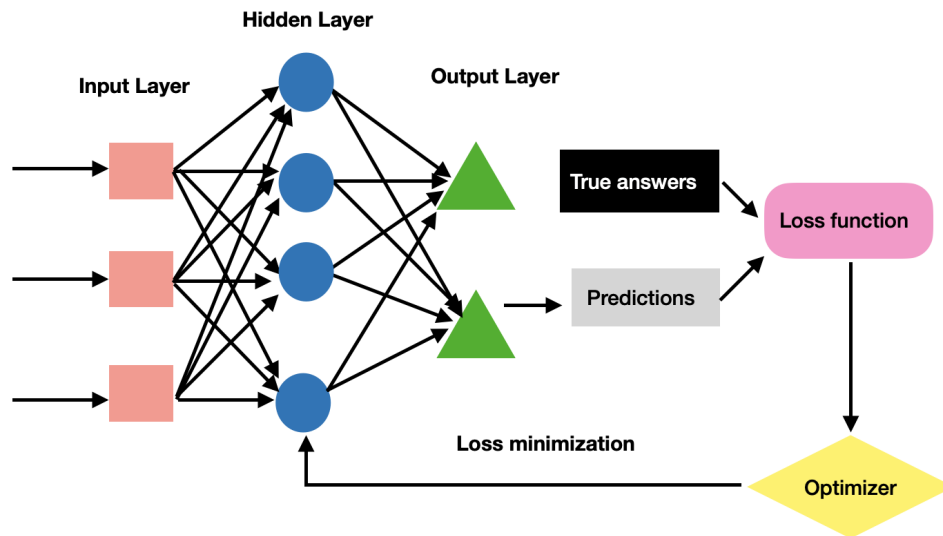 Hidden Layer
Input Layer
Output Layer
True answers
Loss function
Predictions
Loss minimization
Optimizer